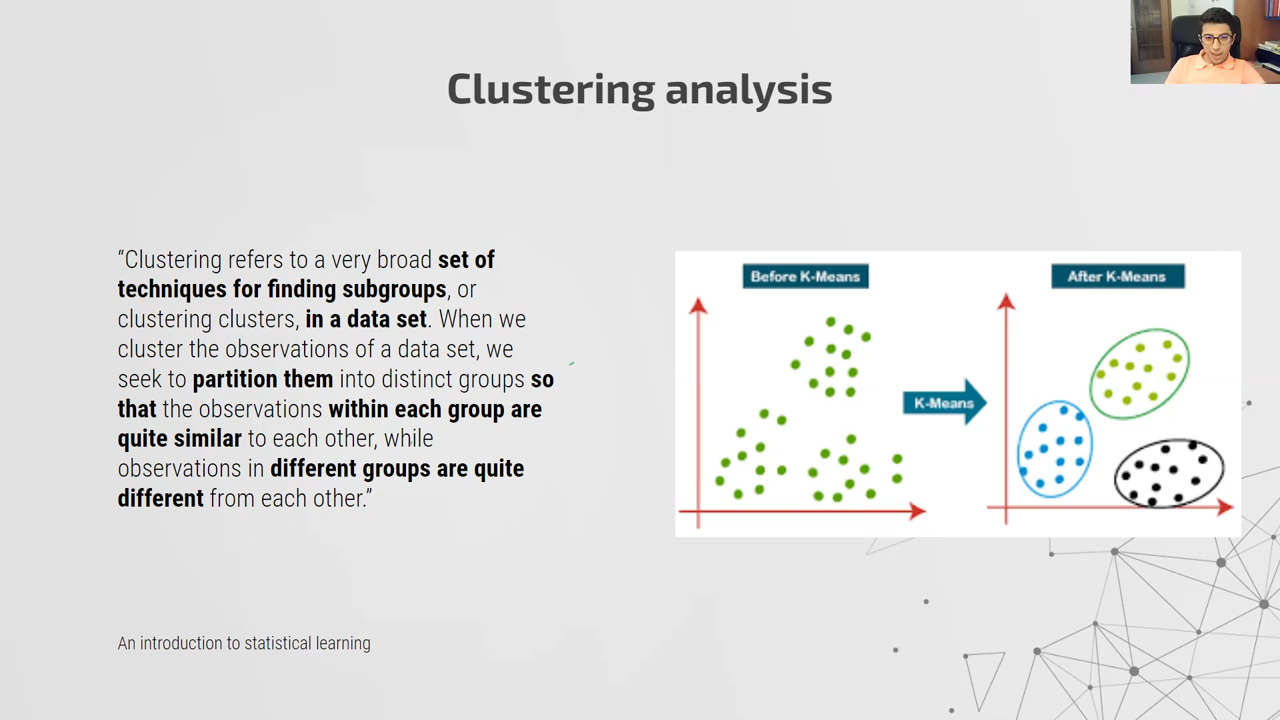 Clustering analysis
“Clustering refers to a very broad set of
techniques for finding subgroups, or
clustering clusters, in a data set. When we
cluster the observations of a data set, we
seek to partition them into distinct groups so
that the observations within each group are
quite similar to each other, while
observations in different groups are quite
different from each other.”
An introduction to statistical learning
Before K-Means
K-Means
After K-Means